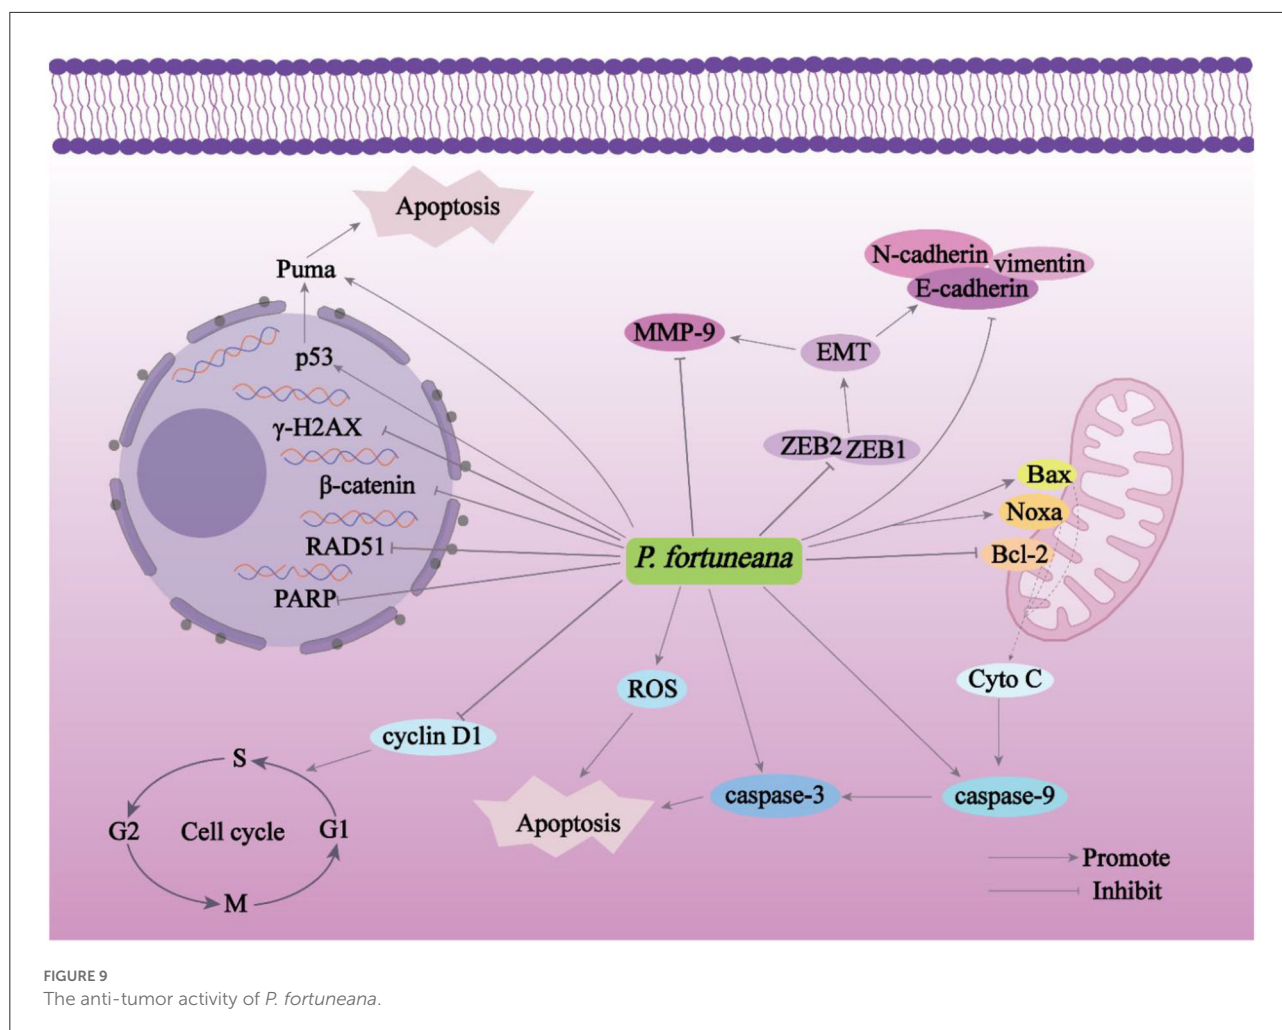 Apoptosis
Puma
p53
γ-H2AX
β-catenin
RAD51
PARP
N-cadherin
vimentin
E-cadherin
MMP-9
EMT
ZEB2
ZEB1
Bax
Noxa
Bcl-2
P. fortuneana
ROS
Cyto C
cyclin D1
caspase-3
caspase-9
Apoptosis
S
G2
Cell cycle
G1
M
Promote
Inhibit
FIGURE 9
The anti-tumor activity of P. fortuneana.